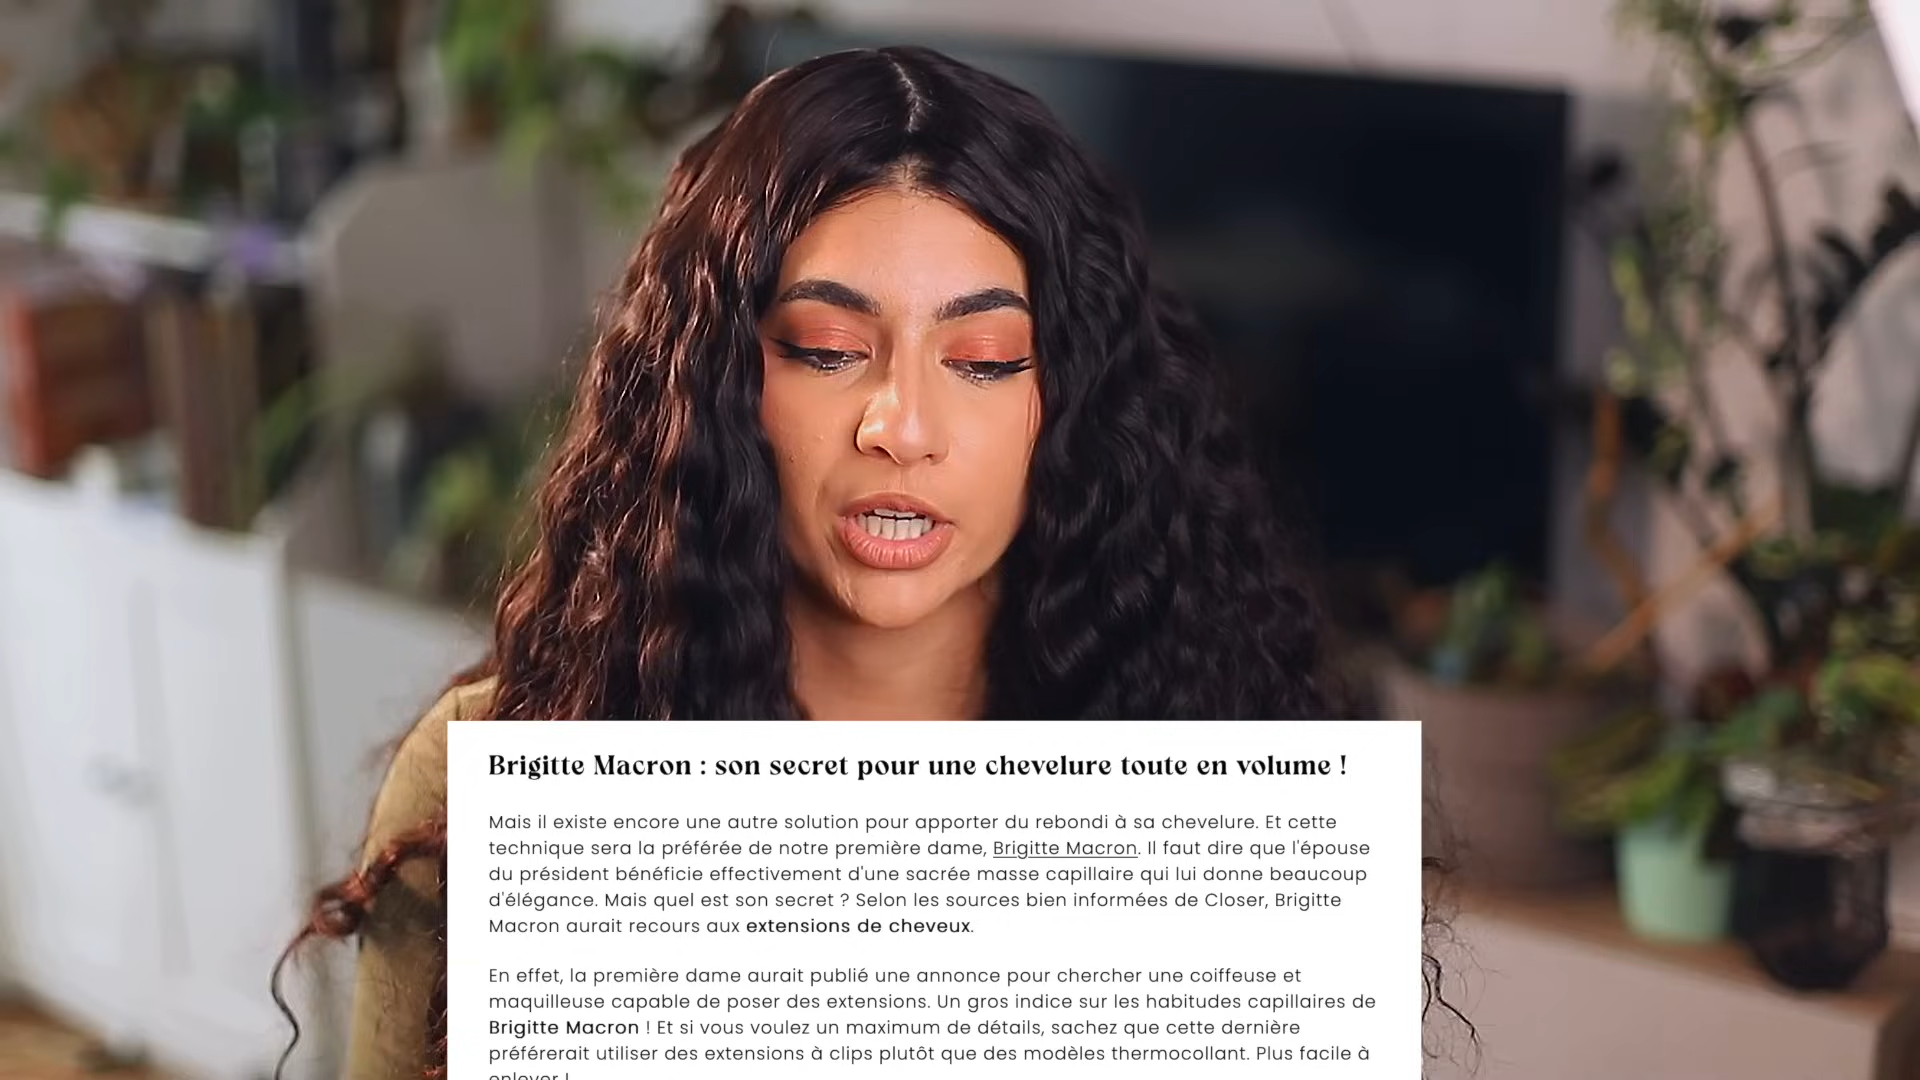 Brigitte Macron : son secret pour une chevelure toute en volume !
Mais il existe encore une autre solution pour apporter du rebondi à sa chevelure. Et cette
technique sera la préférée de notre première dame, Brigitte Macron. Il faut dire que l'épouse
du président bénéficie effectivement d'une sacrée masse capillaire qui lui donne beaucoup
d'élégance. Mais quel est son secret ? Selon les sources bien informées de Closer, Brigitte
Macron aurait recours aux extensions de cheveux.
En effet, la première dame aurait publié une annonce pour chercher une coiffeuse et
maquilleuse capable de poser des extensions. Un gros indice sur les habitudes capillaires de
Brigitte Macron ! Et si vous voulez un maximum de détails, sachez que cette dernière
préférerait utiliser des extensions à clips plutôt que des modèles thermocollant. Plus facile à
enlever !